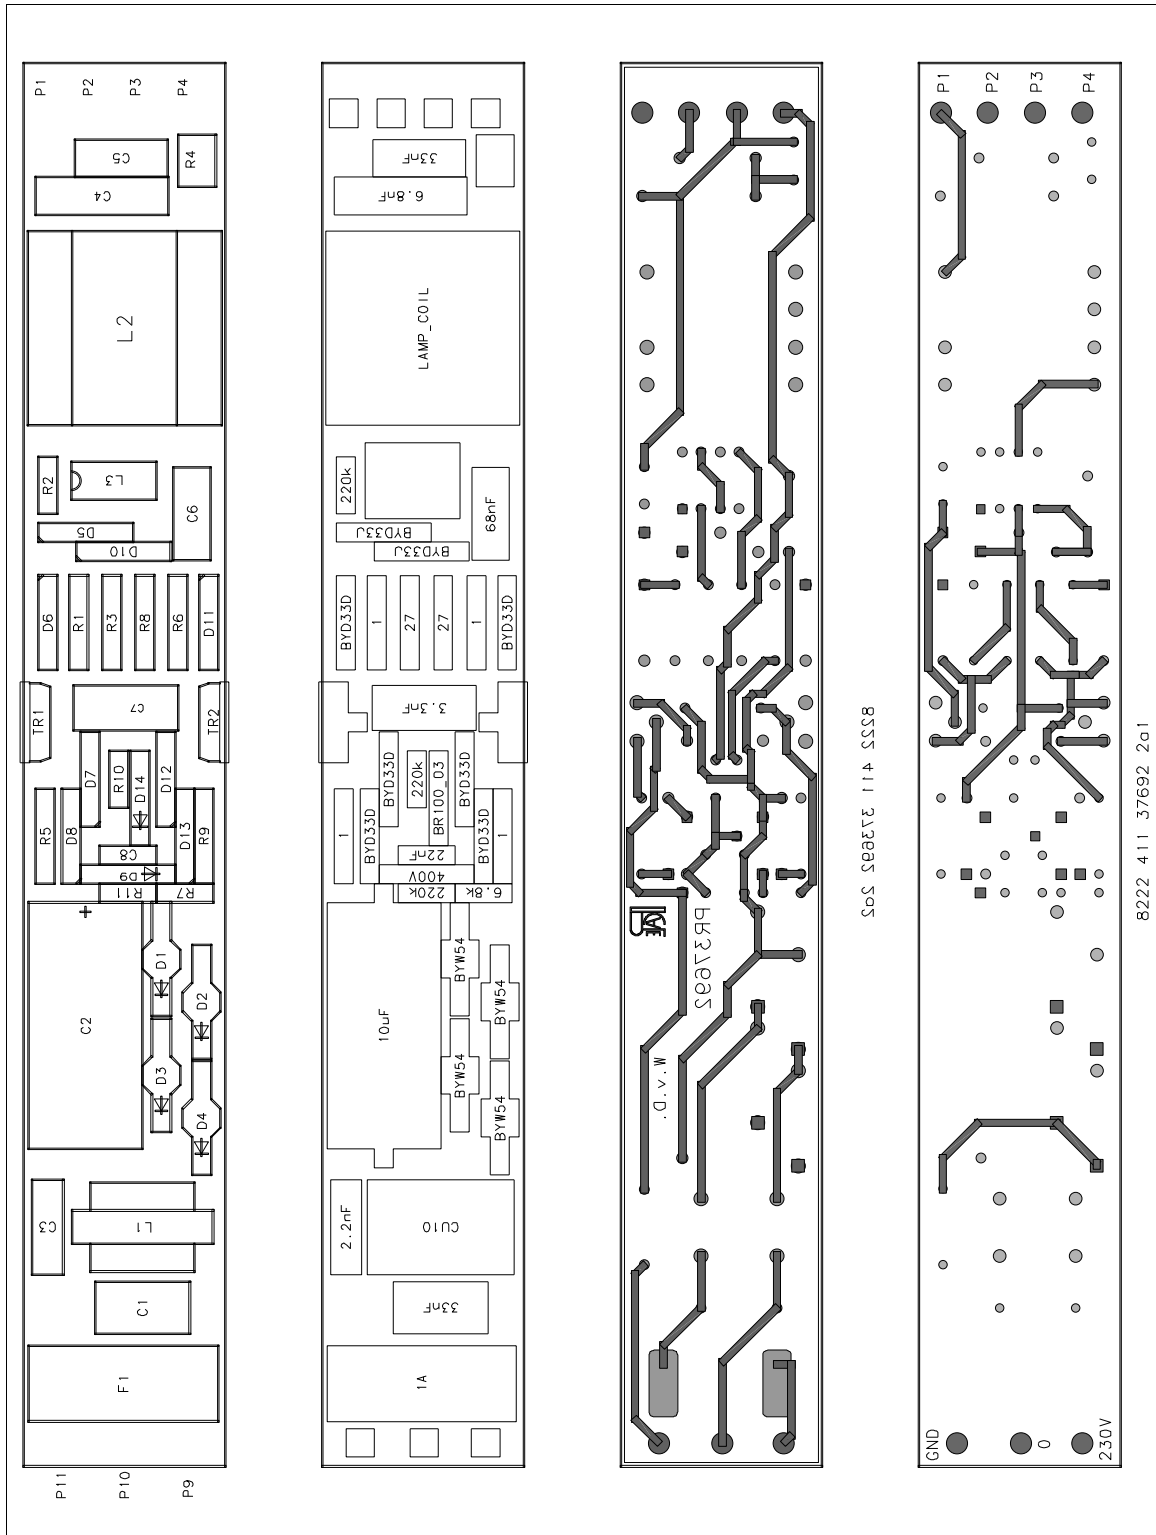 P1
P2
P3
P4
C5
R4
C4
L2
R2
L3
C6
D5
D10
D6
R1
R3
R8
R6
D11
TR1
C7
TR2
D7
R10
D14
D12
R5
D8
C8
D13
R9
D9
R11
R7
+
C2
D1
D2
D3
D4
C3
L1
C1
F1
P11
P10
P9
33nF
6.8nF
LAMP_COIL
220k
68nF
BYD33J
BYD33J
BYD33D
1
27
27
1
BYD33D
3.3nF
BYD33D
220k
BR100_03
BYD33D
1
BYD33D
22nF
BYD33D
1
400V
220k
6.8k
10uF
BYW54
BYW54
BYW54
BYW54
2.2nF
CU10
33nF
1A
8222 411 37692 2a2
PR37692
W.v.D.
P1
P2
P3
P4
8222 411 37692 2a1
GND
0
230V